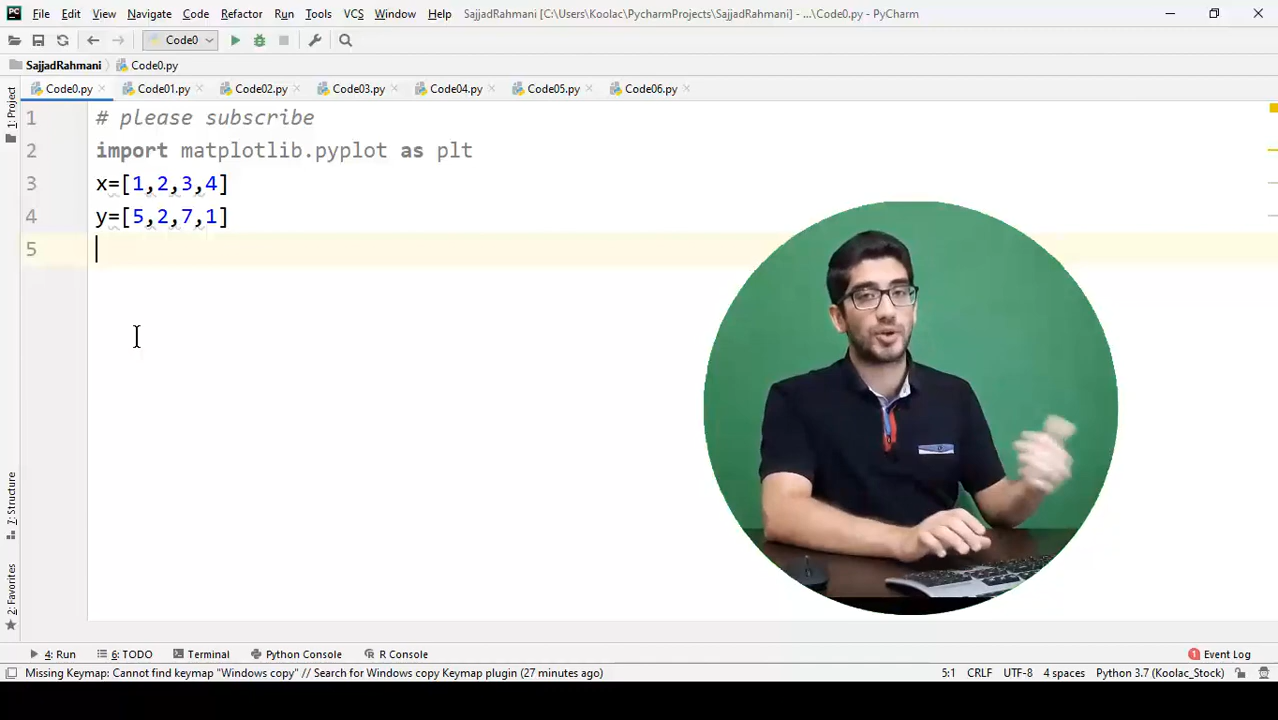 File Edit View Navigate Code Refactor Run Tools VCS Window Help SajjadRahmani [C:\Users\Koolac\PycharmProjects\SajjadRahmani] - ...\Code0.py - PyCharm
Code0
SajjadRahmani Code0.py
Code0.py Code01.py Code02.py Code03.py Code04.py Code05.py Code06.py
1: Project
1 # please subscribe
2 import matplotlib.pyplot as plt
3 x=[1,2,3,4]
4 y=[5,2,7,1]
5
7: Structure
2: Favorites
4: Run 6: TODO Terminal Python Console R Console 1 Event Log
Missing Keymap: Cannot find keymap "Windows copy" // Search for Windows copy Keymap plugin (27 minutes ago) 5:1 CRLF UTF-8 4 spaces Python 3.7 (Koolac_Stock)